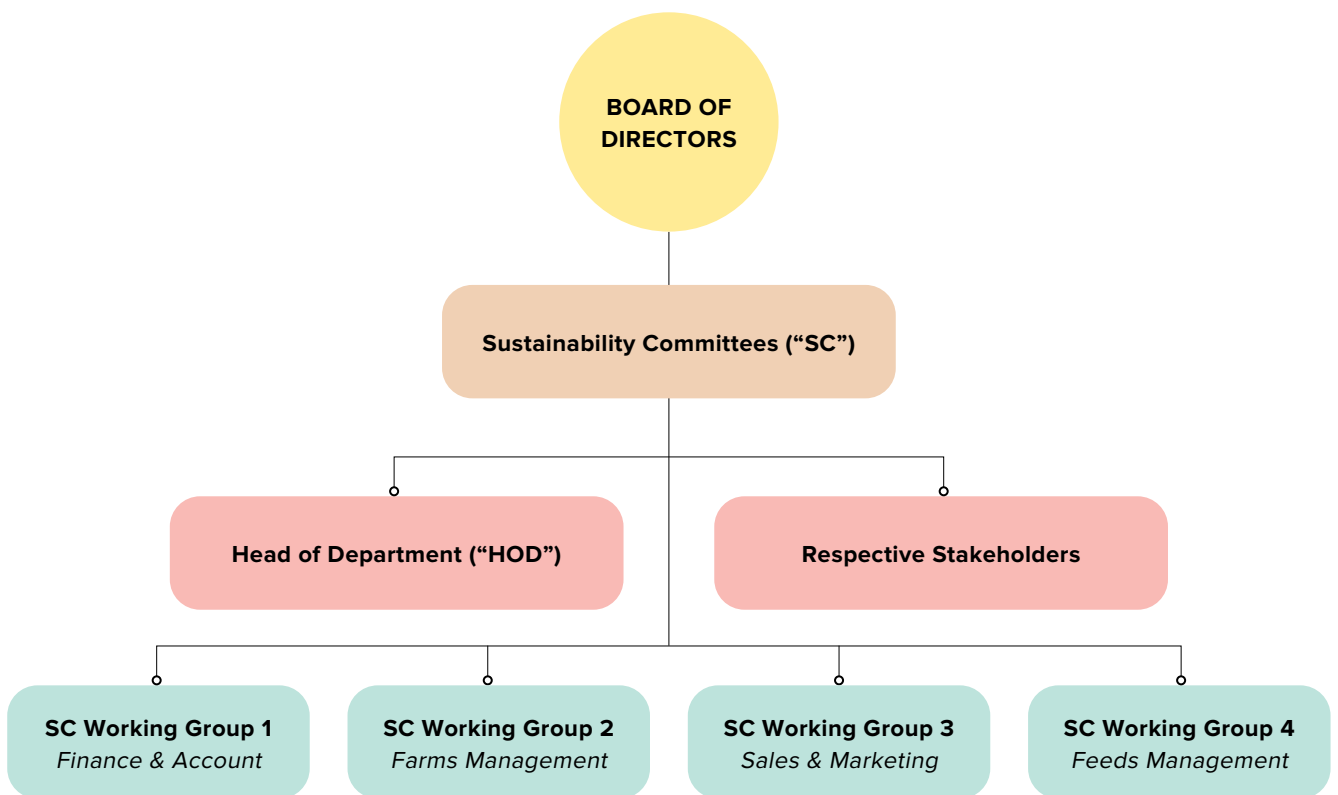 BOARD OF
DIRECTORS
Sustainability Committees (“SC”)
Head of Department (“HOD”)
Respective Stakeholders
SC Working Group 1
Finance & Account
SC Working Group 2
Farms Management
SC Working Group 3
Sales & Marketing
SC Working Group 4
Feeds Management